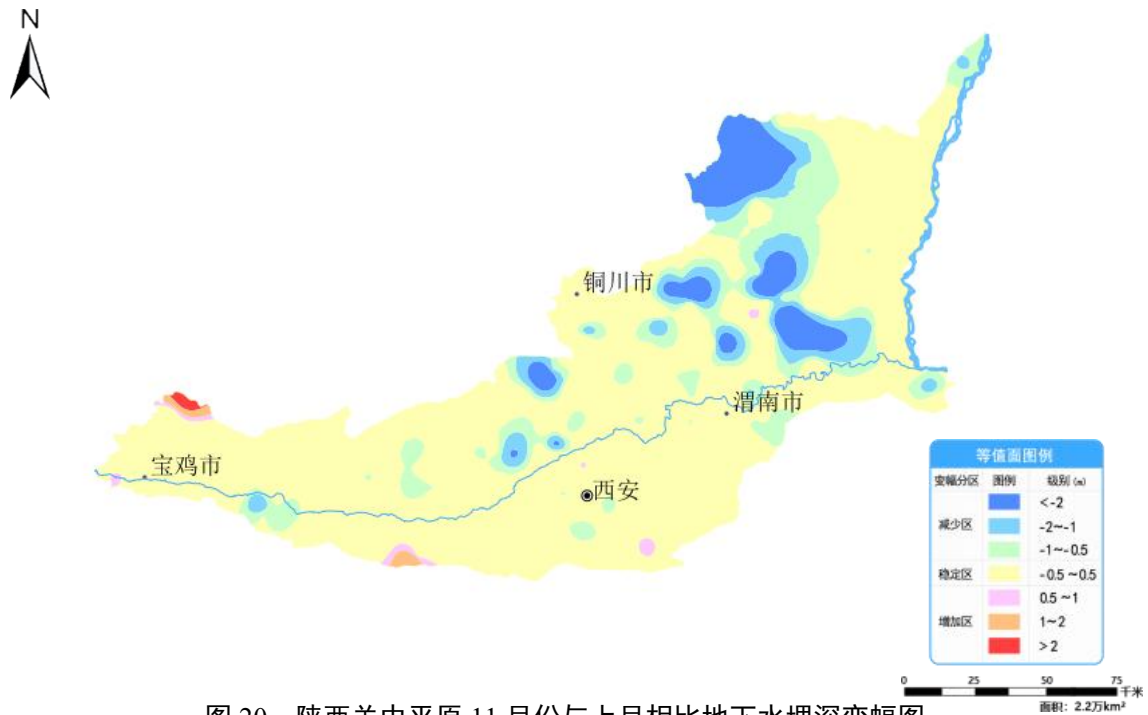 N
铜川市
渭南市
宝鸡市
西安
等值面图例
变幅分区 图例 级别 (m)
<-2
减少区 -2~-1
-1~-0.5
稳定区 -0.5~0.5
0.5~1
增加区 1~2
>2
0 25 50 75 千米
面积：2.2万km²
图 20 陕西关中平原 11 月份与上月相比地下水埋深变幅图